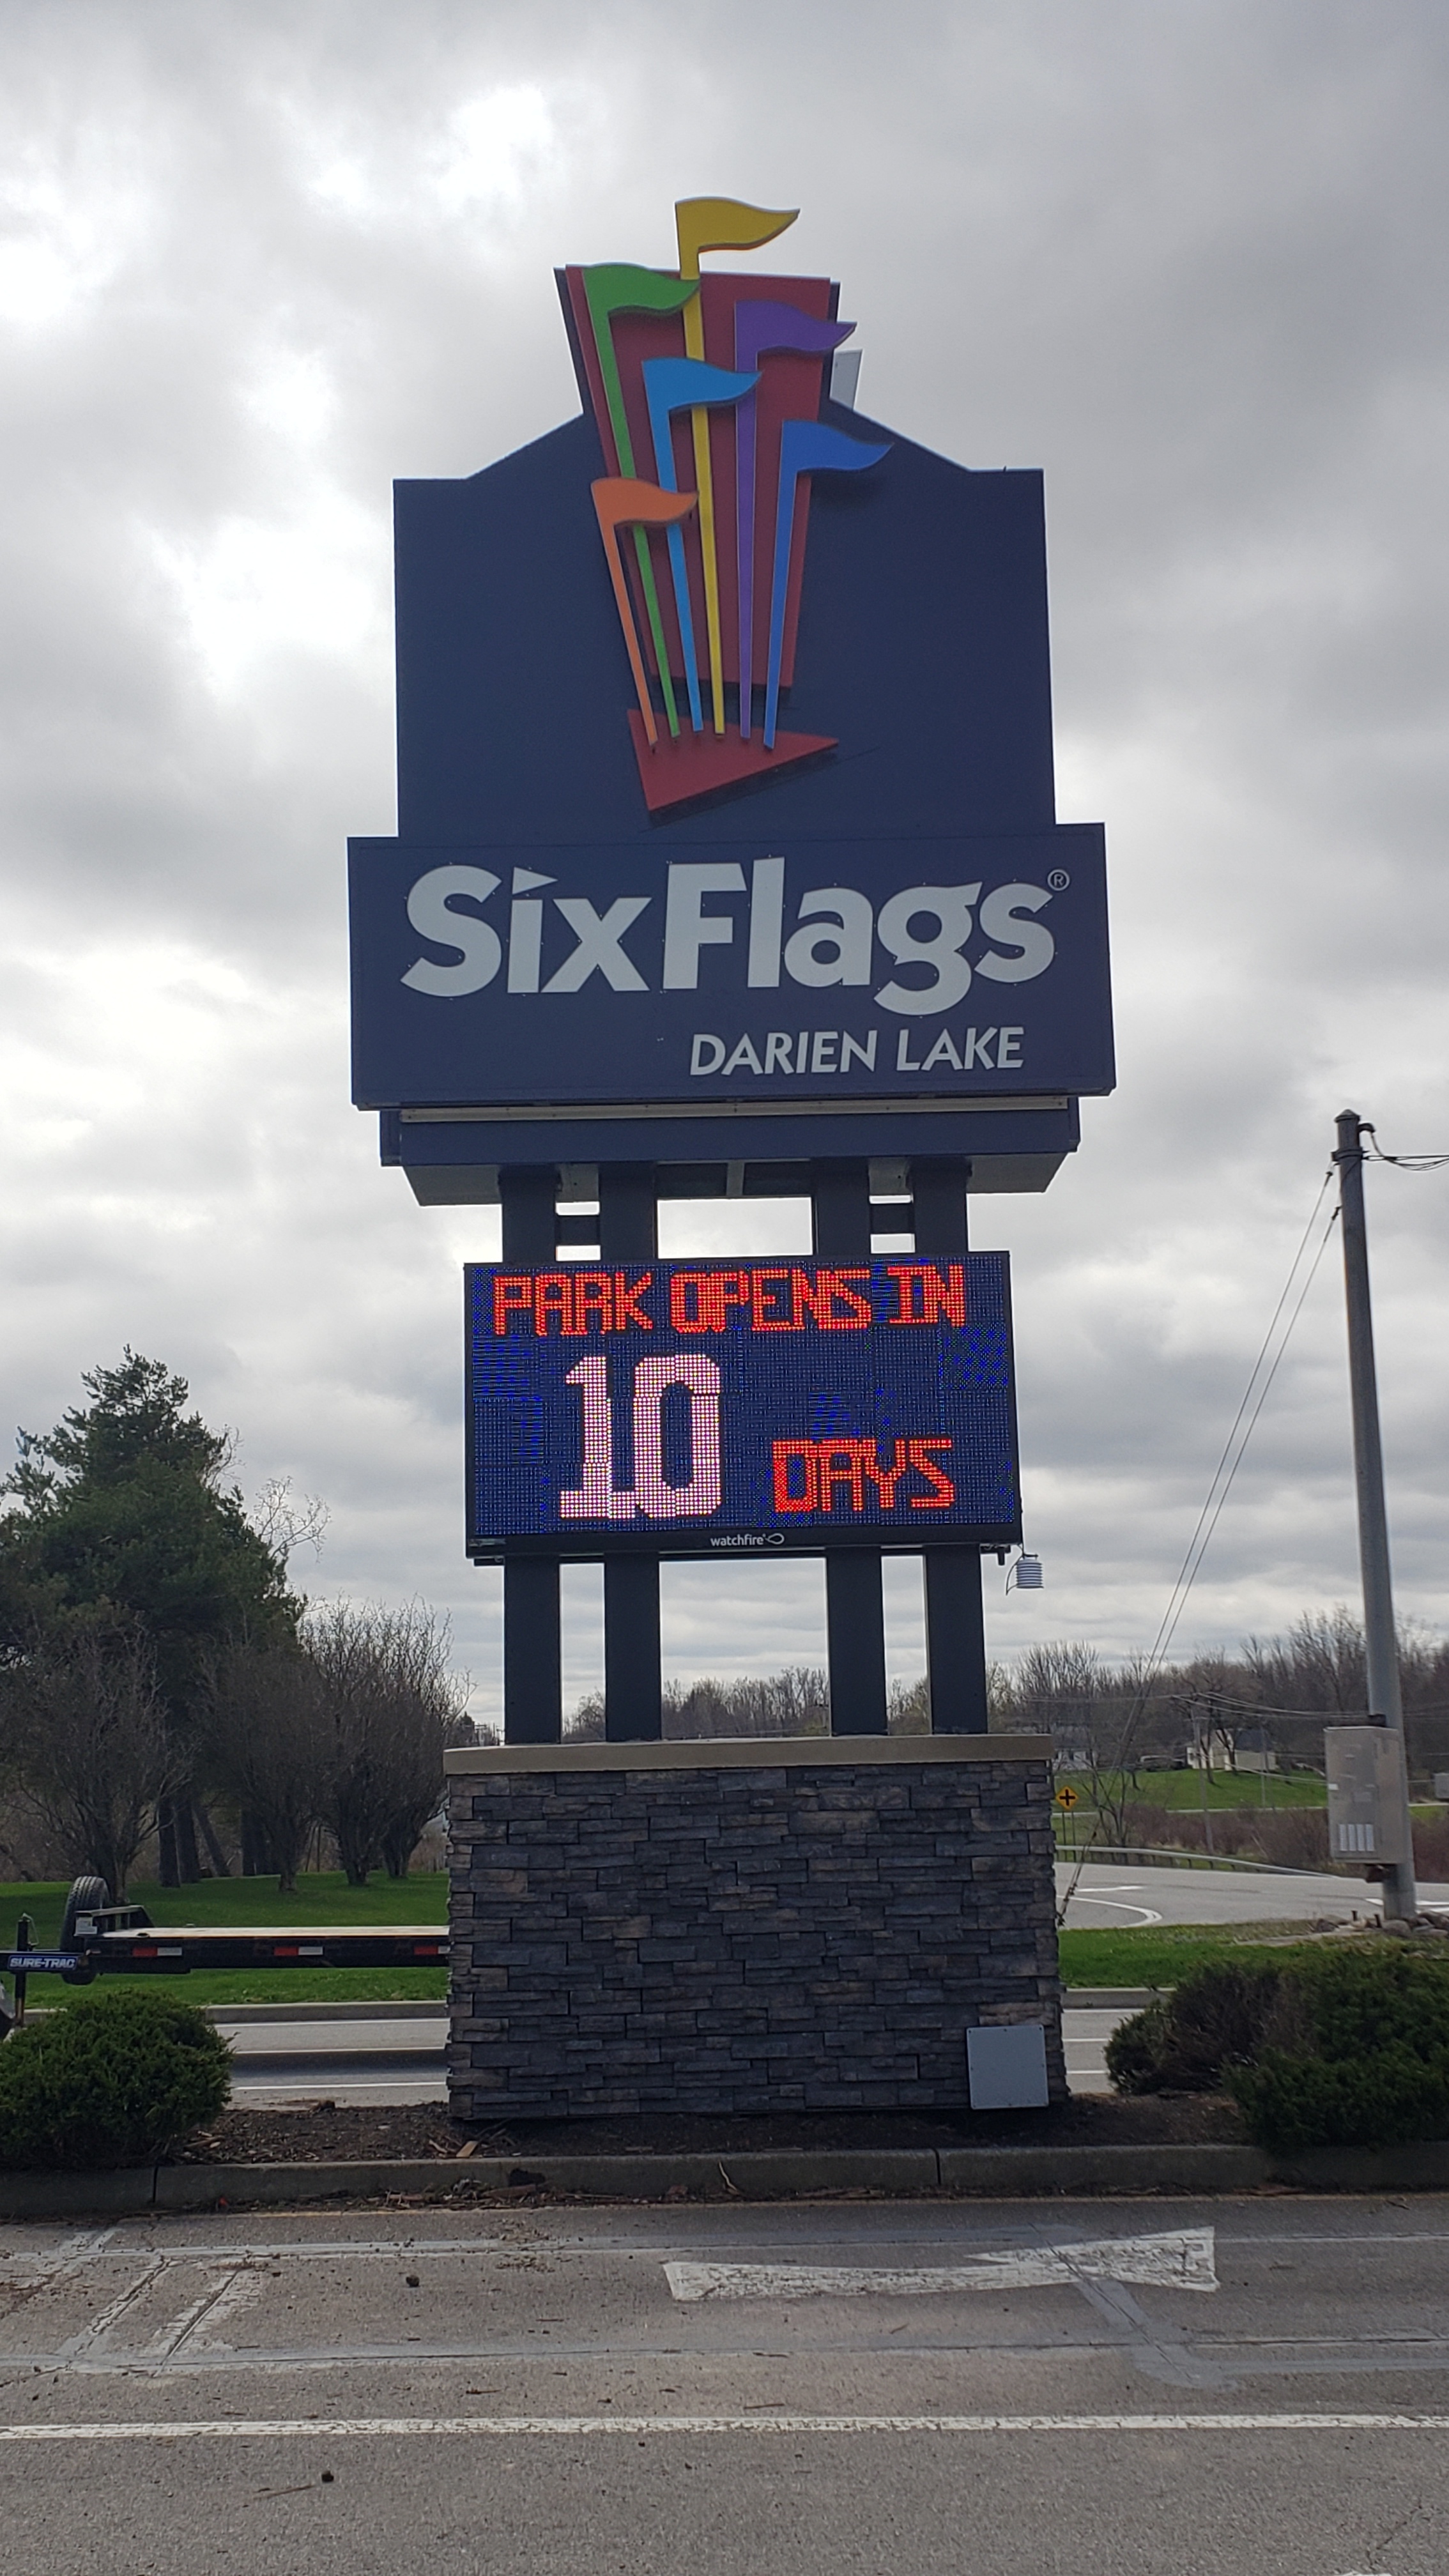 SixFlags®
DARIEN LAKE
PARK OPENS IN
10
DAYS
watchfire
SURE-TRAC